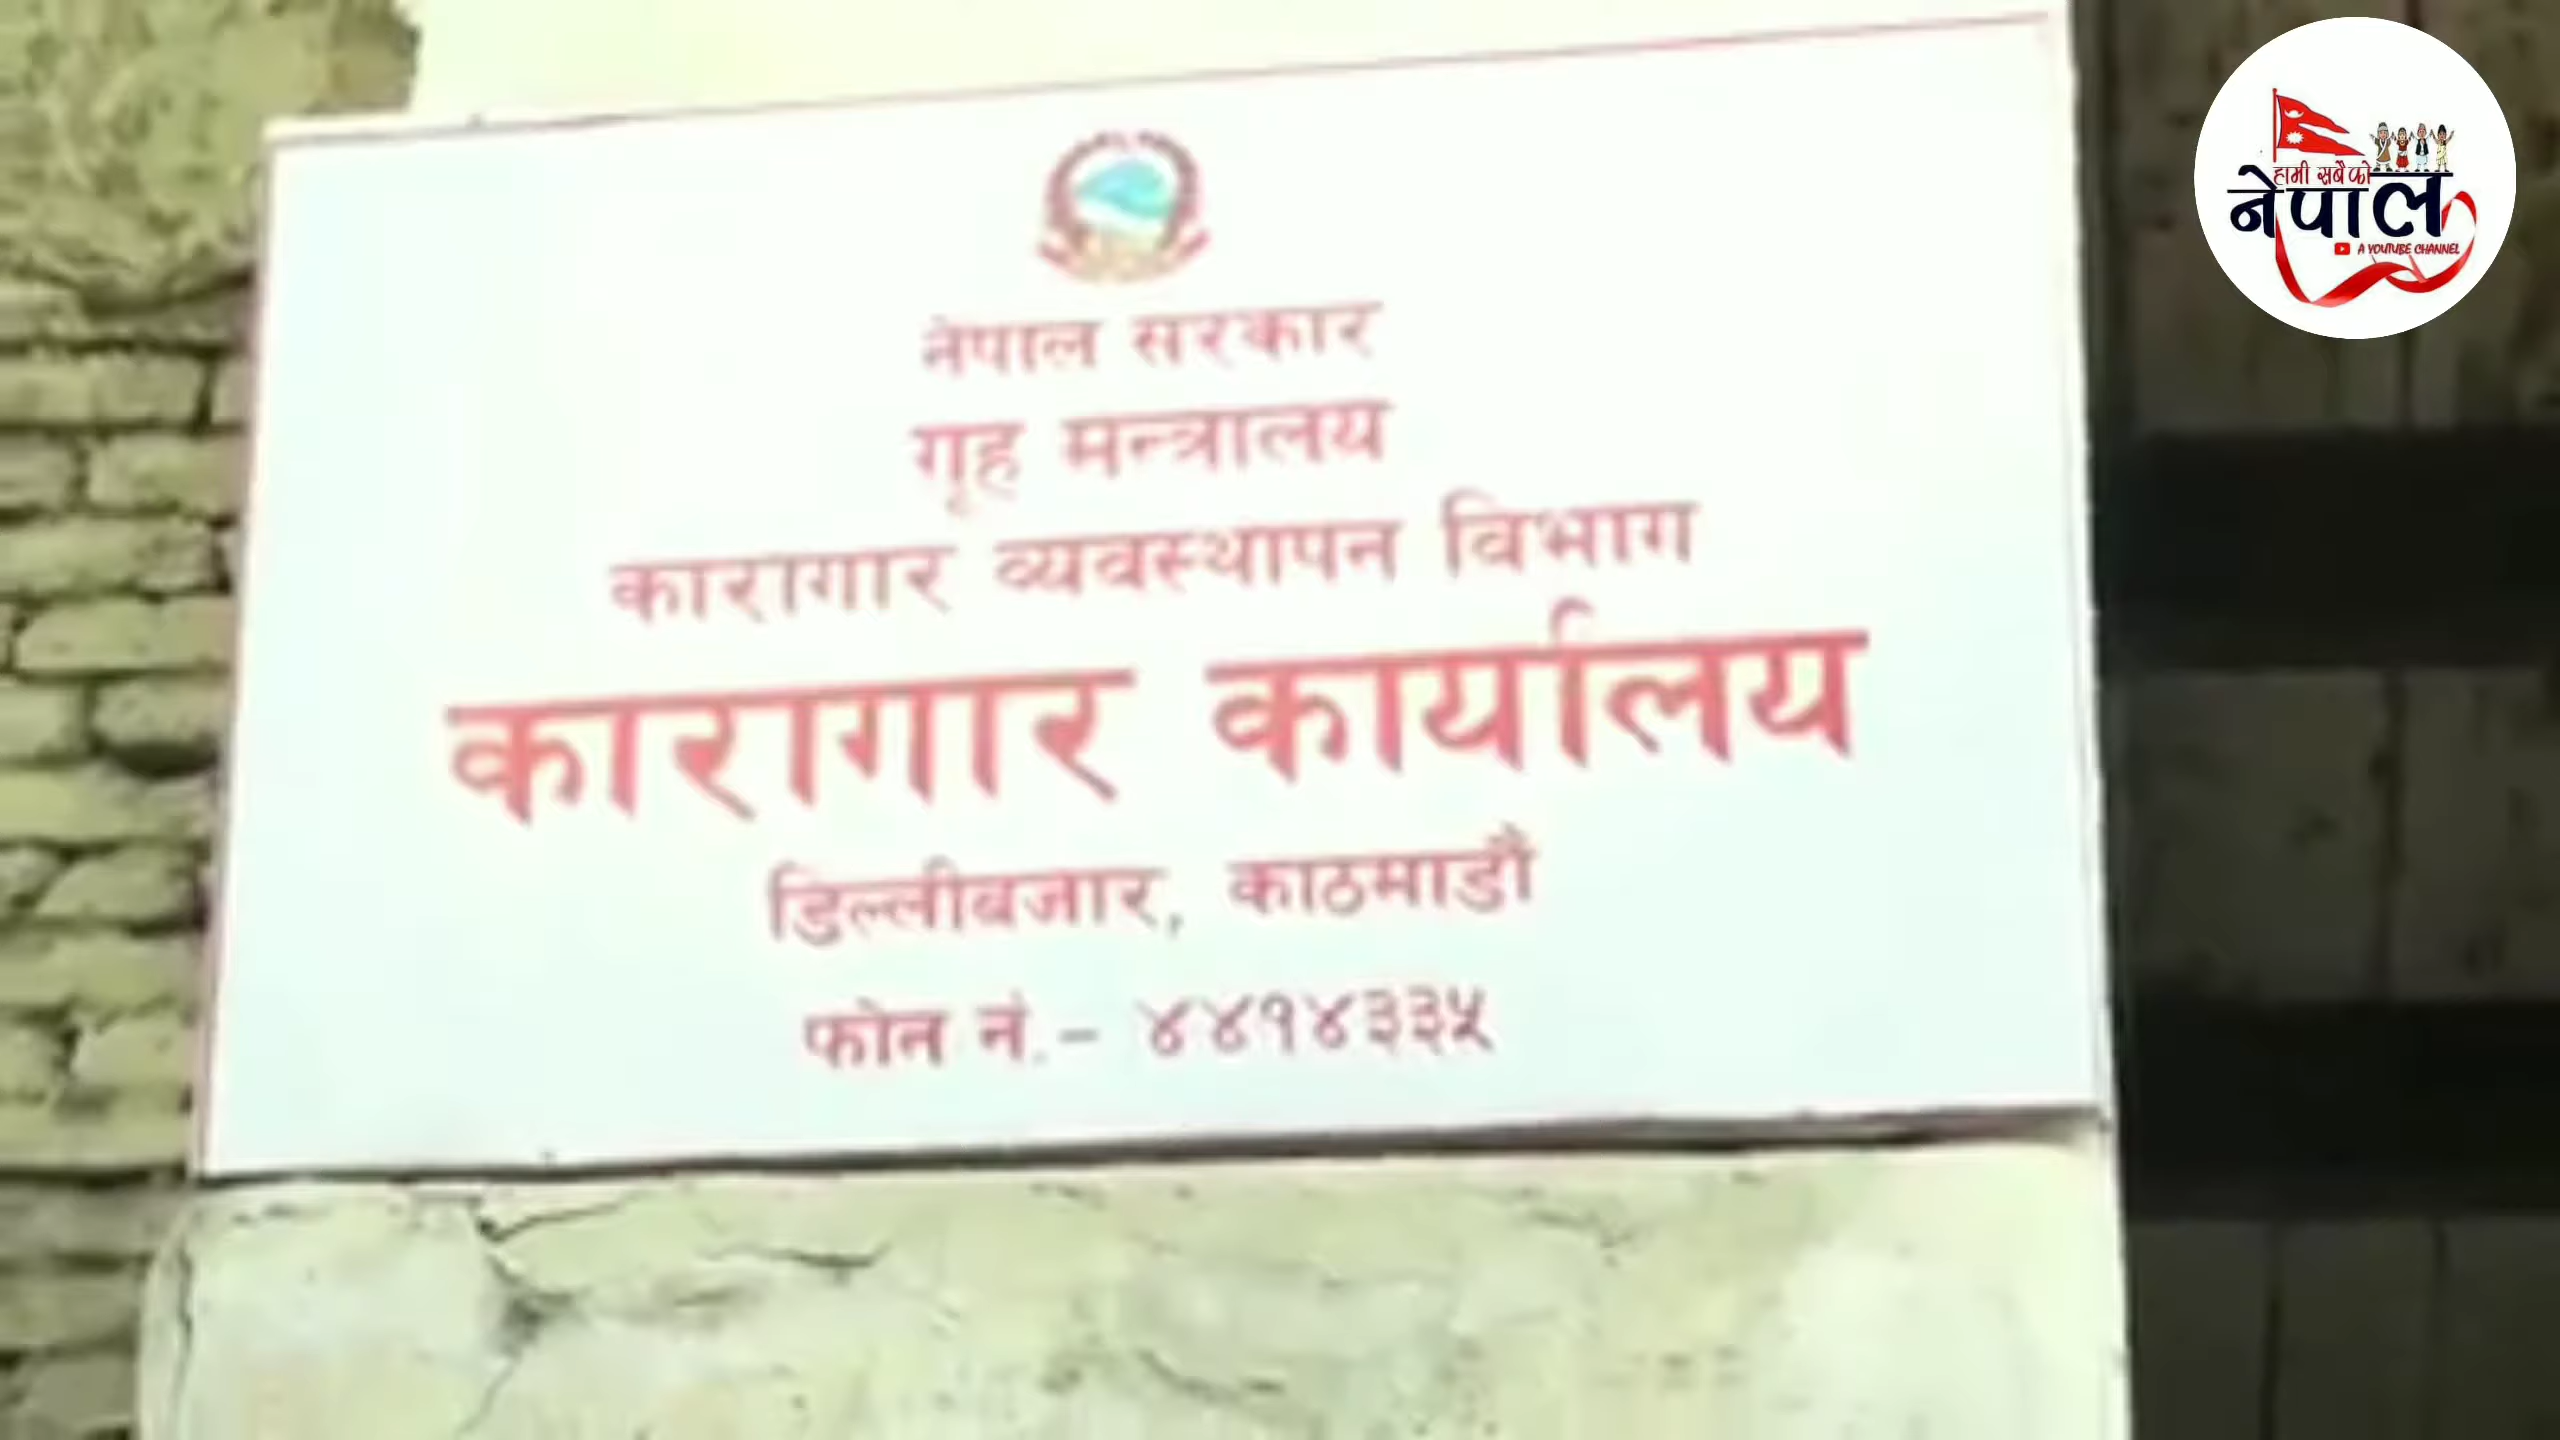 नेपाल सरकार
गृह मन्त्रालय
कारागार व्यवस्थापन विभाग
कारागार कार्यालय
डिल्लीबजार, काठमाडौं
फोन नं.- ४४१४३३५
हामी सबैको
नेपाल
A YOUTUBE CHANNEL